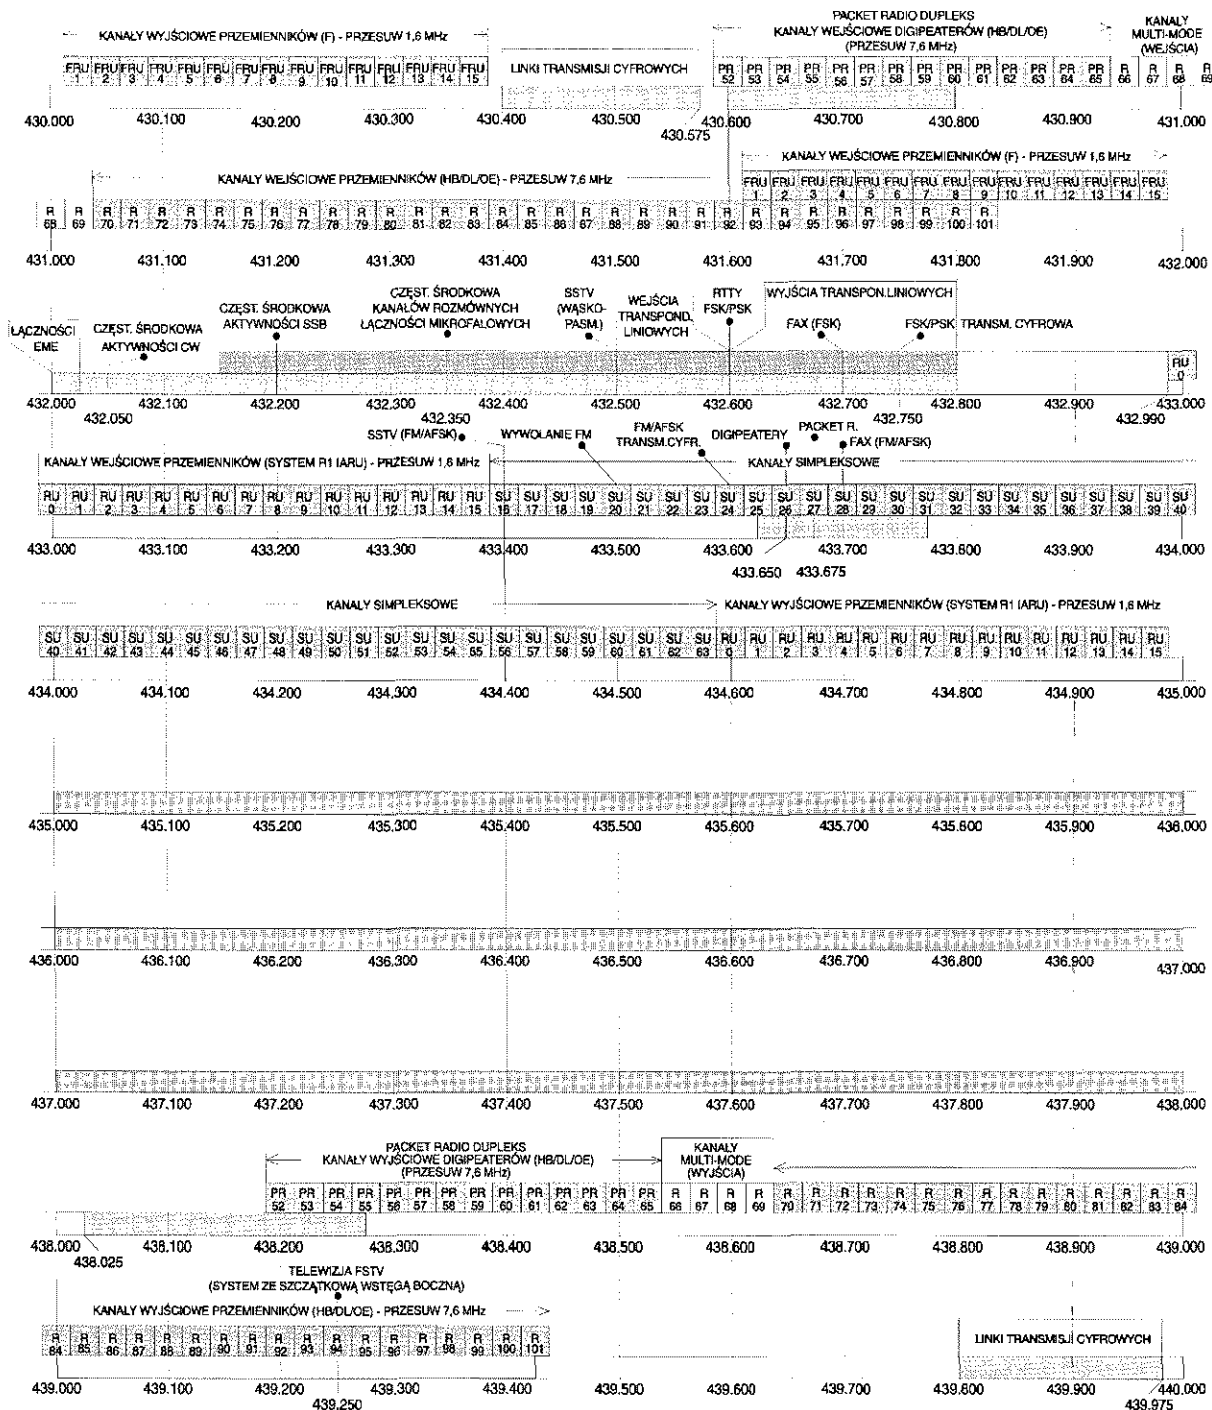 KANAŁY WYJŚCIOWE PRZEMIENNIKÓW (F) - PRZESUW 1,6 MHz
PACKET RADIO DUPLEKS
KANAŁY WEJŚCIOWE DIGIPEATERÓW (HB/DL/OE)
(PRZESUW 7,6 MHz)
KANAŁY
MULTI-MODE
(WEJŚCIA)
LINKI TRANSMISJI CYFROWYCH
FRU FRU FRU FRU FRU FRU FRU FRU FRU FRU FRU FRU FRU FRU FRU
1 2 3 4 5 6 7 8 9 10 11 12 13 14 15
PR PR PR PR PR PR PR PR PR PR PR PR PR PR R R R R
52 53 54 55 56 57 58 59 60 61 62 63 64 65 66 67 68 69
430.000 430.100 430.200 430.300 430.400 430.500 430.575 430.600 430.700 430.800 430.900 431.000
KANAŁY WEJŚCIOWE PRZEMIENNIKÓW (F) - PRZESUW 1,6 MHz
KANAŁY WEJŚCIOWE PRZEMIENNIKÓW (HB/DL/OE) - PRZESUW 7,6 MHz
FRU FRU FRU FRU FRU FRU FRU FRU FRU FRU FRU FRU FRU FRU FRU
1 2 3 4 5 6 7 8 9 10 11 12 13 14 15
R R R R R R R R R R R R R R R R R R R R R R R R R R R R R R R R R R
68 69 70 71 72 73 74 75 76 77 78 79 80 81 82 83 84 85 86 67 88 89 90 91 92 93 94 95 96 97 98 99 100 101
431.000 431.100 431.200 431.300 431.400 431.500 431.600 431.700 431.800 431.900 432.000
ŁĄCZNOŚCI
EME
CZĘST. ŚRODKOWA
AKTYWNOŚCI CW
CZĘST. ŚRODKOWA
AKTYWNOŚCI SSB
CZĘST. ŚRODKOWA
KANAŁÓW ROZMÓWNYCH
ŁĄCZNOŚCI MIKROFALOWYCH
SSTV
(WĄSKO-
PASM.)
WEJŚCIA
TRANSPOND.
LINIOWYCH
RTTY
FSK/PSK
WYJŚCIA TRANSPON.LINIOWYCH
FAX (FSK)
FSK/PSK TRANSM. CYFROWA
RU
0
432.000 432.050 432.100 432.200 432.300 432.350 432.400 432.500 432.600 432.700 432.750 432.800 432.900 432.990 433.000
SSTV (FM/AFSK)
WYWOŁANIE FM
FM/AFSK
TRANSM.CYFR.
DIGIPEATERY
PACKET R.
FAX (FM/AFSK)
KANAŁY WEJŚCIOWE PRZEMIENNIKÓW (SYSTEM R1 IARU) - PRZESUW 1,6 MHz
KANAŁY SIMPLEKSOWE
RU RU RU RU RU RU RU RU RU RU RU RU RU RU RU RU SU SU SU SU SU SU SU SU SU SU SU SU SU SU SU SU SU SU SU SU SU SU SU SU SU
0 1 2 3 4 5 6 7 8 9 10 11 12 13 14 15 16 17 18 19 20 21 22 23 24 25 26 27 28 29 30 31 32 33 34 35 36 37 38 39 40
433.000 433.100 433.200 433.300 433.400 433.500 433.600 433.650 433.675 433.700 433.800 433.900 434.000
KANAŁY SIMPLEKSOWE
KANAŁY WYJŚCIOWE PRZEMIENNIKÓW (SYSTEM R1 IARU) - PRZESUW 1,6 MHz
SU SU SU SU SU SU SU SU SU SU SU SU SU SU SU SU SU SU SU SU SU SU SU SU RU RU RU RU RU RU RU RU RU RU RU RU RU RU RU RU
40 41 42 43 44 45 46 47 48 49 50 51 52 53 54 55 56 57 58 59 60 61 62 63 0 1 2 3 4 5 6 7 8 9 10 11 12 13 14 15
434.000 434.100 434.200 434.300 434.400 434.500 434.600 434.700 434.800 434.900 435.000
435.000 435.100 435.200 435.300 435.400 435.500 435.600 435.700 435.800 435.900 436.000
436.000 436.100 436.200 436.300 436.400 436.500 436.600 436.700 436.800 436.900 437.000
437.000 437.100 437.200 437.300 437.400 437.500 437.600 437.700 437.800 437.900 438.000
PACKET RADIO DUPLEKS
KANAŁY WYJŚCIOWE DIGIPEATERÓW (HB/DL/OE)
(PRZESUW 7,6 MHz)
KANAŁY
MULTI-MODE
(WYJŚCIA)
PR PR PR PR PR PR PR PR PR PR PR PR PR PR R R R R R R R R R R R R R R R R R R R
52 53 54 55 56 57 58 59 60 61 62 63 64 65 66 67 68 69 70 71 72 73 74 75 76 77 78 79 80 81 82 83 84
438.000 438.025 438.100 438.200 438.300 438.400 438.500 438.600 438.700 438.800 438.900 439.000
TELEWIZJA FSTV
(SYSTEM ZE SZCZĄTKOWĄ WSTĘGĄ BOCZNĄ)
KANAŁY WYJŚCIOWE PRZEMIENNIKÓW (HB/DL/OE) - PRZESUW 7,6 MHz
R R R R R R R R R R R R R R R R R R
84 85 86 87 88 89 90 91 92 93 94 95 96 97 98 99 100 101
LINKI TRANSMISJI CYFROWYCH
439.000 439.100 439.200 439.250 439.300 439.400 439.500 439.600 439.700 439.800 439.900 439.975 440.000